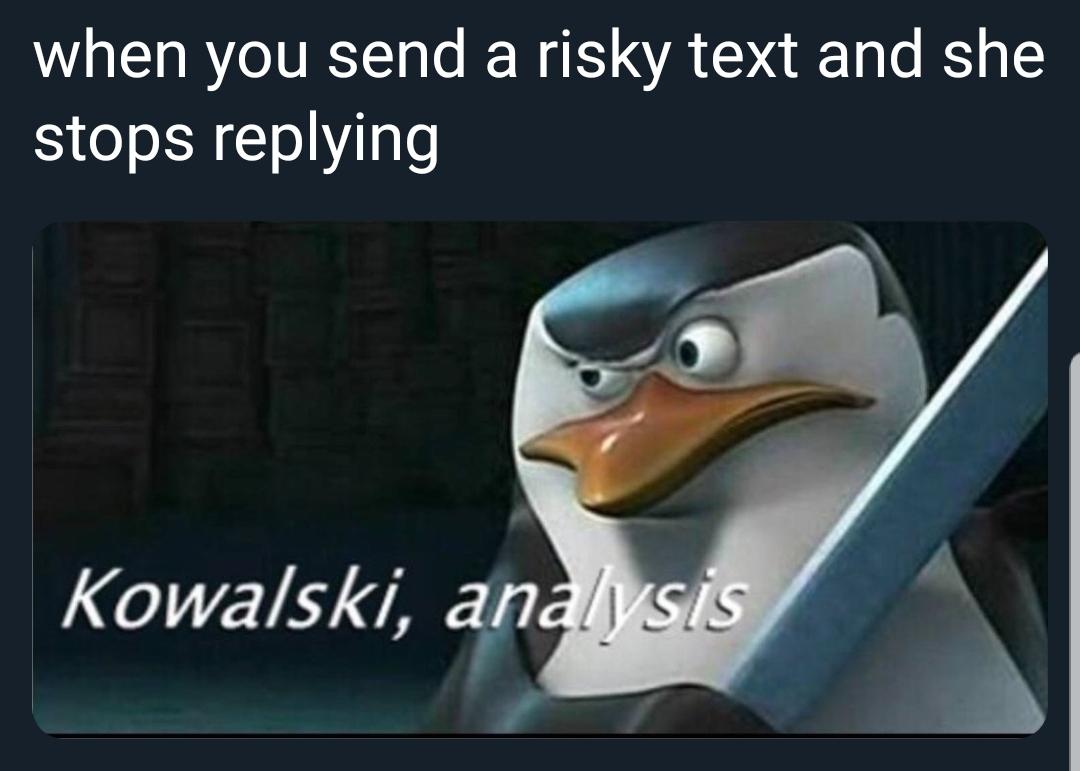 when you send a risky text and she
stops replying
Kowalski, analysis